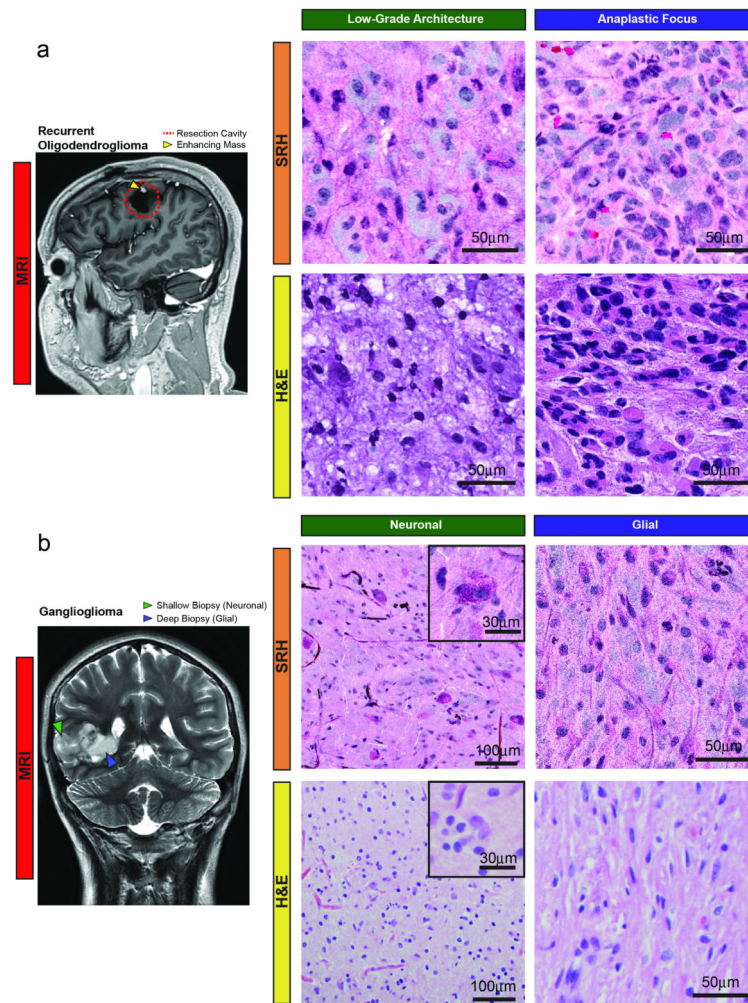 Low-Grade Architecture
Anaplastic Focus
a
Recurrent
Oligodendroglioma
Resection Cavity
Enhancing Mass
MRI
SRH
50µm
50µm
H&E
50µm
50µm
b
Neuronal
Glial
Ganglioglioma
Shallow Biopsy (Neuronal)
Deep Biopsy (Glial)
MRI
SRH
30µm
100µm
50µm
H&E
30µm
100µm
50µm